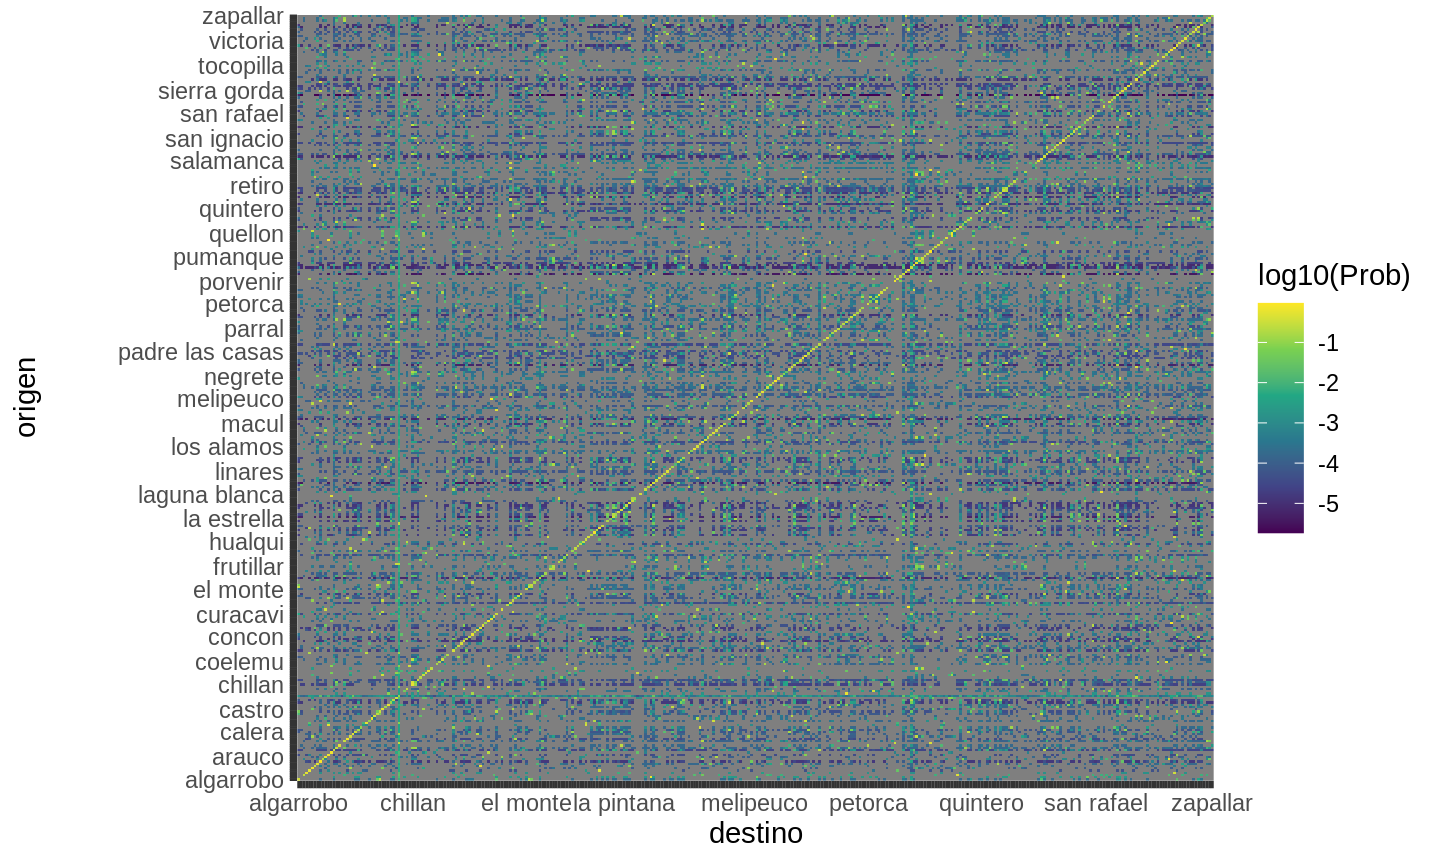 zapallar
victoria
tocopilla
sierra gorda
san rafael
san ignacio
salamanca
retiro
quintero
quellon
pumanque
porvenir
petorca
parral
padre las casas
negrete
melipeuco
macul
los alamos
linares
laguna blanca
la estrella
hualqui
frutillar
el monte
curacavi
concon
coelemu
chillan
castro
calera
arauco
algarrobo
origen
algarrobo chillan el monte la pintana melipeuco petorca quintero san rafael zapallar
destino
log10(Prob)
-1
-2
-3
-4
-5